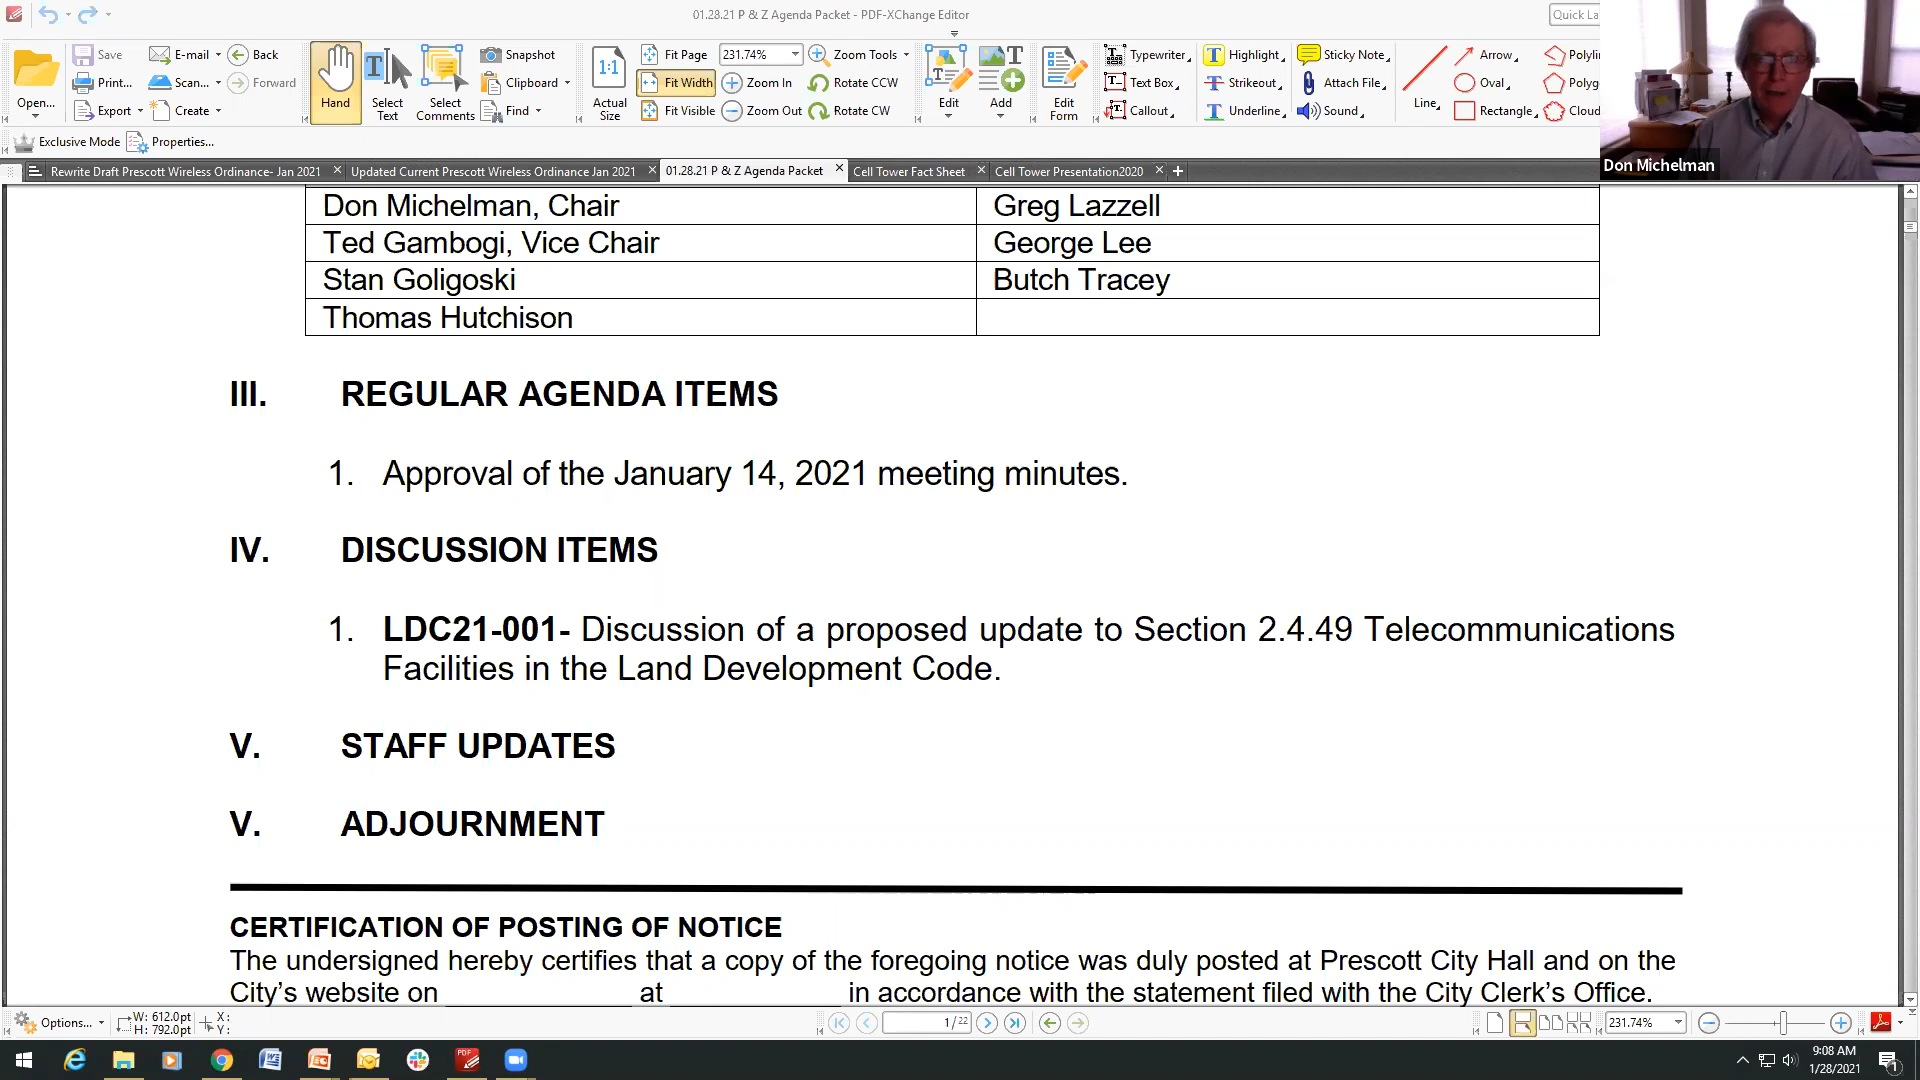 01.28.21 P & Z Agenda Packet - PDF-XChange Editor
Quick La
Open...
Save
Print...
Export
E-mail
Scan...
Create
Back
Forward
Hand
Select Text
Select Comments
Snapshot
Clipboard
Find
Actual Size
Fit Page
Fit Width
Fit Visible
231.74%
Zoom In
Zoom Out
Zoom Tools
Rotate CCW
Rotate CW
Edit
Add
Edit Form
Typewriter
Text Box
Callout
Highlight
Strikeout
Underline
Sticky Note
Attach File
Sound
Line
Arrow
Oval
Rectangle
Polylin
Polyg
Cloud
Exclusive Mode
Properties...
Don Michelman
Rewrite Draft Prescott Wireless Ordinance- Jan 2021
Updated Current Prescott Wireless Ordinance Jan 2021
01.28.21 P & Z Agenda Packet
Cell Tower Fact Sheet
Cell Tower Presentation2020
Don Michelman, Chair
Greg Lazzell
Ted Gambogi, Vice Chair
George Lee
Stan Goligoski
Butch Tracey
Thomas Hutchison
III. REGULAR AGENDA ITEMS
1. Approval of the January 14, 2021 meeting minutes.
IV. DISCUSSION ITEMS
1. LDC21-001- Discussion of a proposed update to Section 2.4.49 Telecommunications
Facilities in the Land Development Code.
V. STAFF UPDATES
V. ADJOURNMENT
CERTIFICATION OF POSTING OF NOTICE
The undersigned hereby certifies that a copy of the foregoing notice was duly posted at Prescott City Hall and on the
City's website on ____________ at ___________ in accordance with the statement filed with the City Clerk's Office.
Options...
W: 612.0pt
H: 792.0pt
X:
Y:
1 / 22
231.74%
9:08 AM
1/28/2021